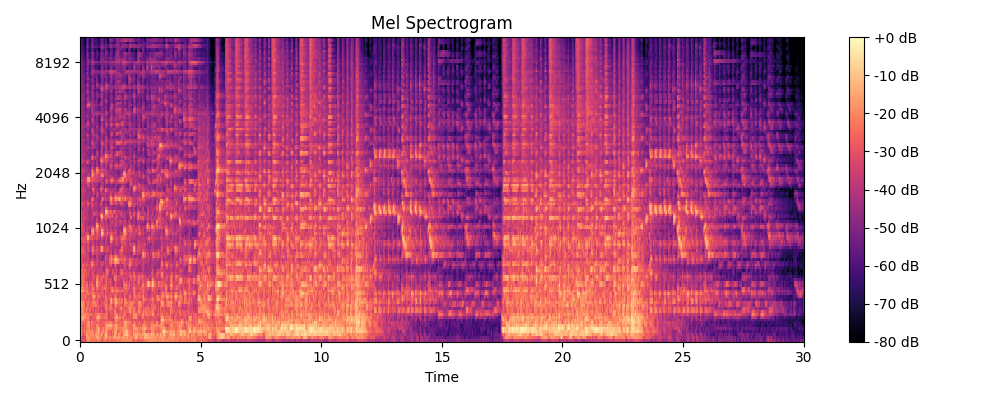 Mel Spectrogram
+0 dB
-10 dB
-20 dB
-30 dB
-40 dB
-50 dB
-60 dB
-70 dB
-80 dB
8192
4096
2048
1024
512
0
Hz
0 5 10 15 20 25 30
Time